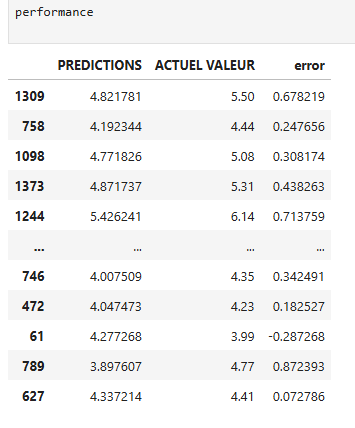 performance
PREDICTIONS ACTUEL VALEUR error
1309 4.821781 5.50 0.678219
758 4.192344 4.44 0.247656
1098 4.771826 5.08 0.308174
1373 4.871737 5.31 0.438263
1244 5.426241 6.14 0.713759
... ... ... ...
746 4.007509 4.35 0.342491
472 4.047473 4.23 0.182527
61 4.277268 3.99 -0.287268
789 3.897607 4.77 0.872393
627 4.337214 4.41 0.072786